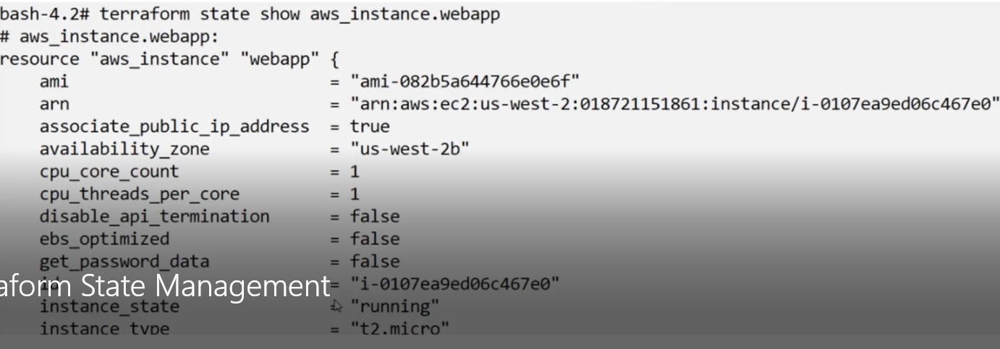 bash-4.2# terraform state show aws_instance.webapp
# aws_instance.webapp:
resource "aws_instance" "webapp" {
    ami                          = "ami-082b5a644766e0e6f"
    arn                          = "arn:aws:ec2:us-west-2:018721151861:instance/i-0107ea9ed06c467e0"
    associate_public_ip_address  = true
    availability_zone            = "us-west-2b"
    cpu_core_count               = 1
    cpu_threads_per_core         = 1
    disable_api_termination      = false
    ebs_optimized                = false
    get_password_data            = false
    id                           = "i-0107ea9ed06c467e0"
aform State Management
    instance_state               = "running"
    instance_type                = "t2.micro"